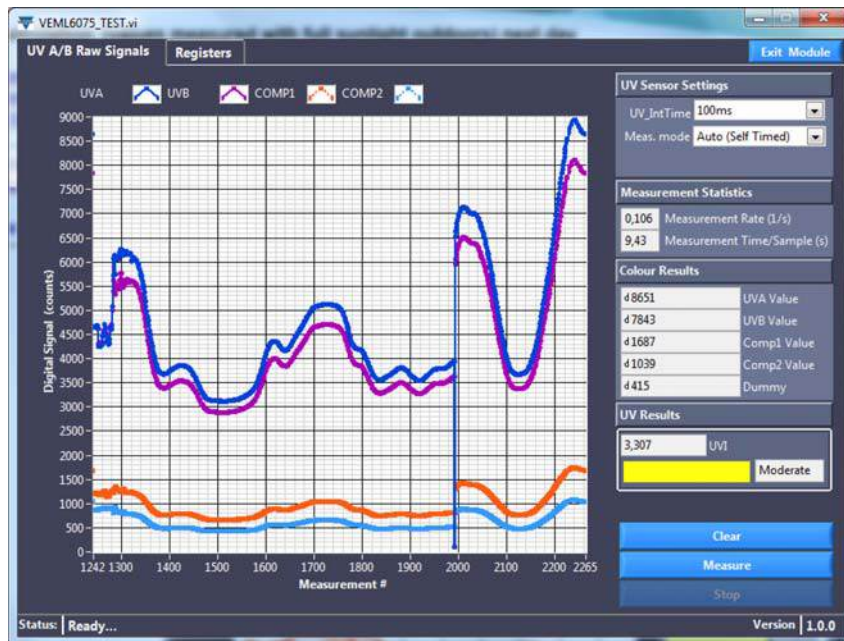 VEML6075_TEST.vi
UV A/B Raw Signals
Registers
Exit Module
UVA
UVB
COMP1
COMP2
Digital Signal (counts)
9000
8500
8000
7500
7000
6500
6000
5500
5000
4500
4000
3500
3000
2500
2000
1500
1000
500
0
1242 1300 1400 1500 1600 1700 1800 1900 2000 2100 2200 2265
Measurement #
UV Sensor Settings
UV_IntTime 100ms
Meas. mode Auto (Self Timed)
Measurement Statistics
0,106 Measurement Rate (1/s)
9,43 Measurement Time/Sample (s)
Colour Results
d 8651 UVA Value
d 7843 UVB Value
d 1687 Comp1 Value
d 1039 Comp2 Value
d 415 Dummy
UV Results
3,307 UVI
Moderate
Clear
Measure
Stop
Status: Ready...
Version 1.0.0